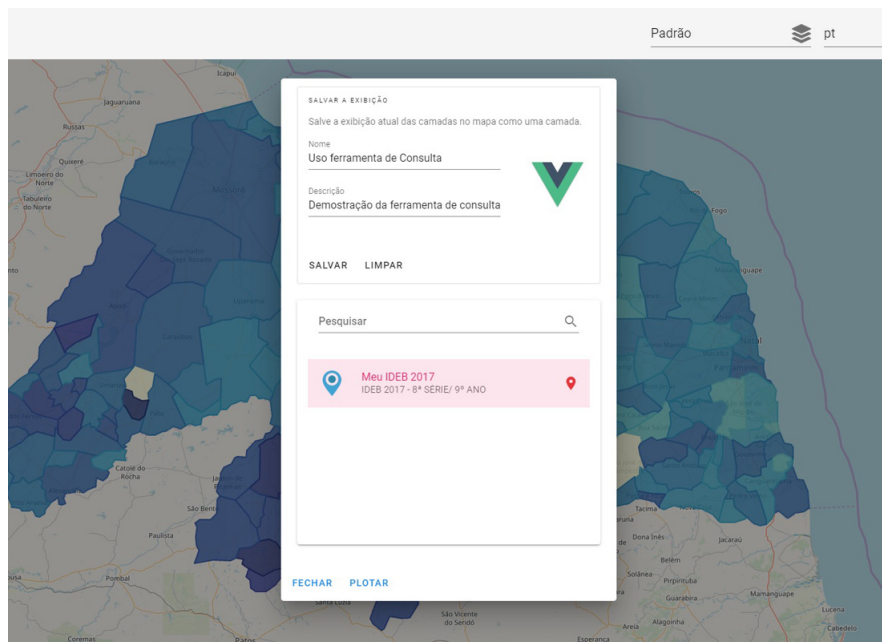 Padrão
pt
Icapuí
Jaguaruana
Russas
Quixeré
Limoeiro do
Norte
Tabuleiro
do Norte
SALVAR A EXIBIÇÃO
Salve a exibição atual das camadas no mapa como uma camada.
Nome
Uso ferramenta de Consulta
Descrição
Demostração da ferramenta de consulta
SALVAR LIMPAR
Pesquisar
Meu IDEB 2017
IDEB 2017 - 8ª SÉRIE/ 9º ANO
FECHAR PLOTAR
Natal
Catolé do
Rocha
São Bento
Paulista
Pombal
Coremas
Patos
Santa Luzia
São Vicente
do Seridó
Esperança
Areia
Alagoinha
Guarabira
Pirpirituba
Solânea
Belém
Dona Inês
Tacima
Jacaraú
Mamanguape
Lucena
Cabedelo